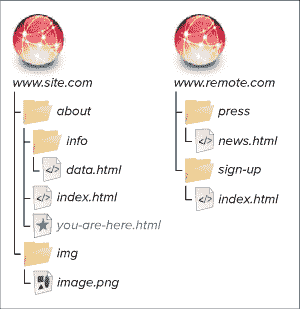 www.site.com
about
info
data.html
index.html
you-are-here.html
img
image.png
www.remote.com
press
news.html
sign-up
index.html